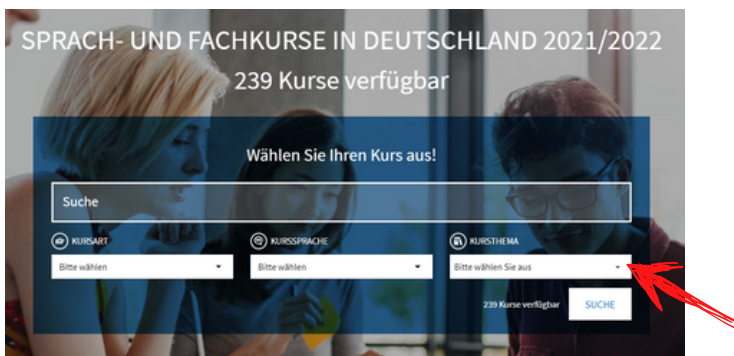 SPRACH- UND FACHKURSE IN DEUTSCHLAND 2021/2022
239 Kurse verfügbar
Wählen Sie Ihren Kurs aus!
Suche
KURSART
KURSSPRACHE
KURSTHEMA
Bitte wählen
Bitte wählen
Bitte wählen Sie aus
239 Kurse verfügbar
SUCHE